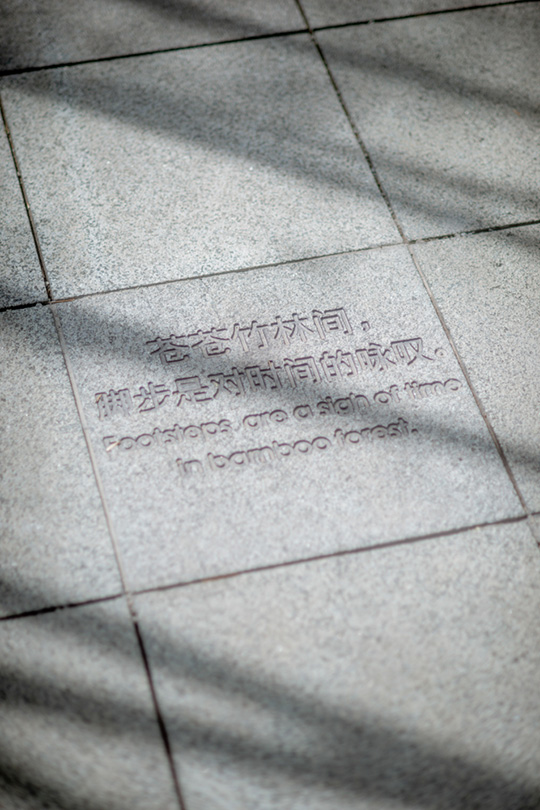 苍苍竹林间，
脚步是对时间的咏叹。
Footsteps are a sigh of time
in bamboo forest.